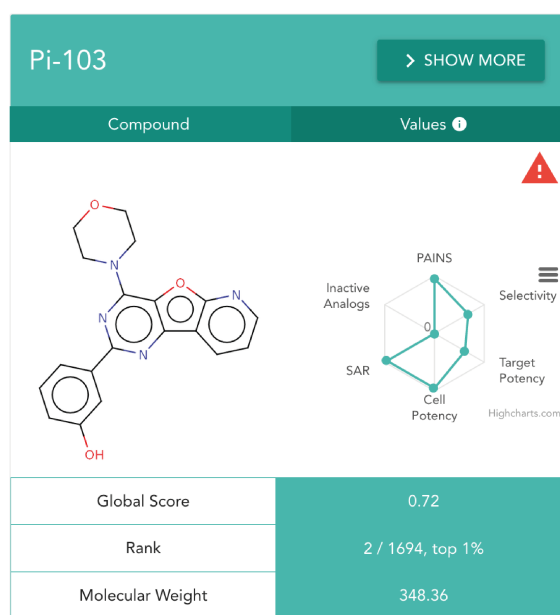 Pi-103
SHOW MORE
Compound
Values
O
N
N
N
O
N
OH
PAINS
Selectivity
Target
Potency
Cell
Potency
SAR
Inactive
Analogs
0
Highcharts.com
Global Score
0.72
Rank
2 / 1694, top 1%
Molecular Weight
348.36